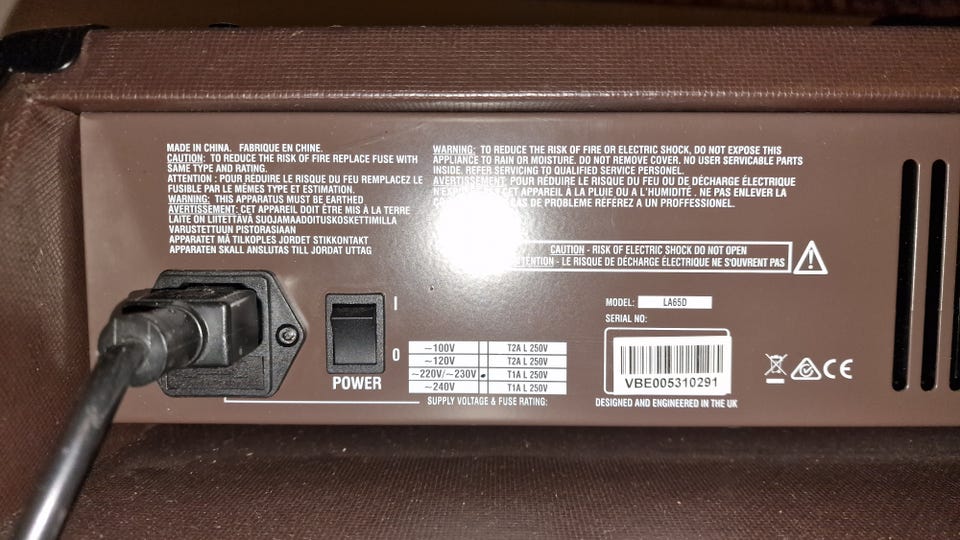 MADE IN CHINA. FABRIQUE EN CHINE.
CAUTION: TO REDUCE THE RISK OF FIRE REPLACE FUSE WITH
SAME TYPE AND RATING.
ATTENTION : POUR RÉDUIRE LE RISQUE DU FEU REMPLACEZ LE
FUSIBLE PAR LE MÊMES TYPE ET ESTIMATION.
WARNING: THIS APPARATUS MUST BE EARTHED
AVERTISSEMENT: CET APPAREIL DOIT ÊTRE MIS À LA TERRE
LAITE ON LIITETTÄVÄ SUOJAMAADOITUSKOSKETTIMILLA
VARUSTETTUUN PISTORASIAAN
APPARATET MÅ TILKOPLES JORDET STIKKONTAKT
APPARATEN SKALL ANSLUTAS TILL JORDAT UTTAG
WARNING: TO REDUCE THE RISK OF FIRE OR ELECTRIC SHOCK, DO NOT EXPOSE THIS
APPLIANCE TO RAIN OR MOISTURE. DO NOT REMOVE COVER. NO USER SERVICABLE PARTS
INSIDE. REFER SERVICING TO QUALIFIED SERVICE PERSONEL.
AVERTISSEMENT: POUR RÉDUIRE LE RISQUE DU FEU OU DE DÉCHARGE ÉLECTRIQUE
N'EXPOSEZ PAS CET APPAREIL À LA PLUIE OU A L'HUMIDITÉ . NE PAS ENLEVER LA
CAS DE PROBLEME RÉFÉREZ A UN PROFFESSIONEL.
CAUTION - RISK OF ELECTRIC SHOCK DO NOT OPEN
- LE RISQUE DE DÉCHARGE ÉLECTRIQUE NE S'OUVRENT PAS
MODEL: LA65D
SERIAL NO:
VBE005310291
DESIGNED AND ENGINEERED IN THE UK
CE
I
0
POWER
~100V T2A L 250V
~120V T2A L 250V
~220V/~230V T1A L 250V
~240V T1A L 250V
SUPPLY VOLTAGE & FUSE RATING: